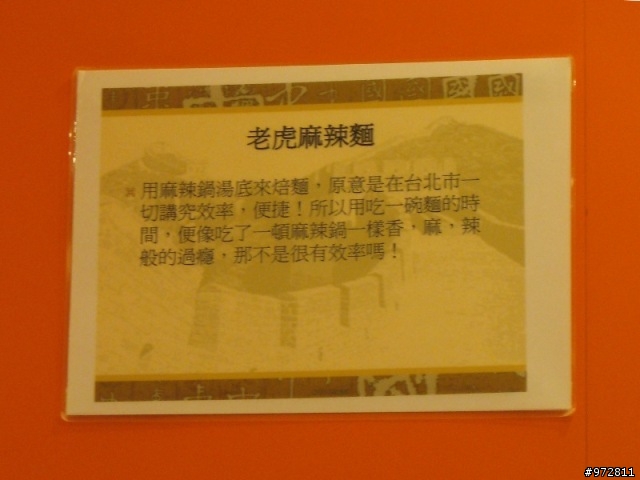 老虎麻辣麵
用麻辣鍋湯底來焙麵，原意是在台北市一
切講究效率，便捷！所以用吃一碗麵的時
間，便像吃了一頓麻辣鍋一樣香，麻，辣
般的過癮，那不是很有效率嗎！
#972811